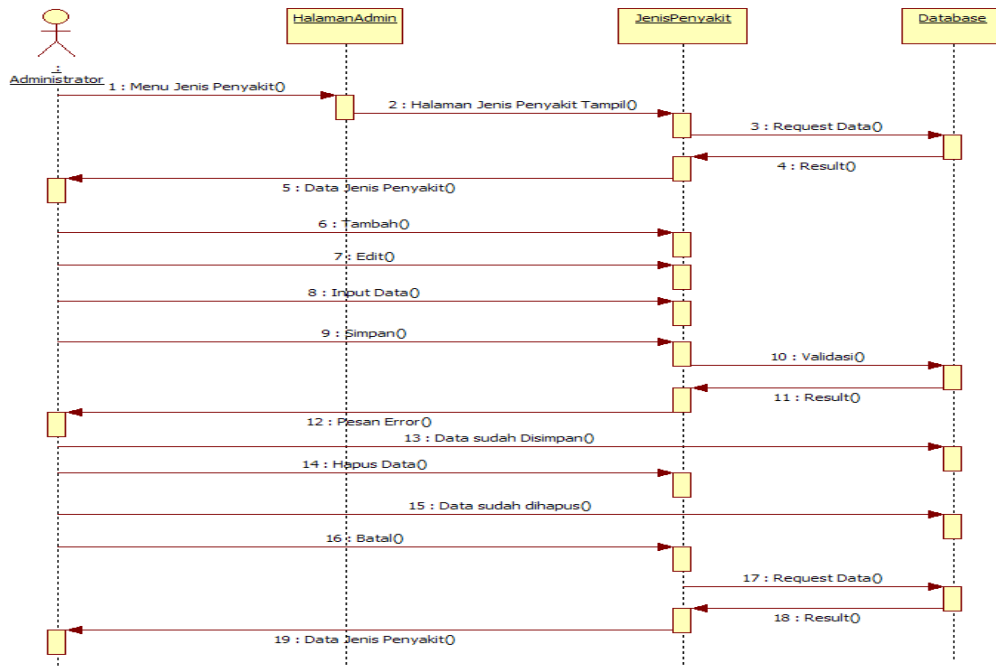 HalamanAdmin
JenisPenyakit
Database
:
Administrator
1 : Menu Jenis Penyakit()
2 : Halaman Jenis Penyakit Tampil()
3 : Request Data()
4 : Result()
5 : Data Jenis Penyakit()
6 : Tambah()
7 : Edit()
8 : Input Data()
9 : Simpan()
10 : Validasi()
11 : Result()
12 : Pesan Error()
13 : Data sudah Disimpan()
14 : Hapus Data()
15 : Data sudah dihapus()
16 : Batal()
17 : Request Data()
18 : Result()
19 : Data Jenis Penyakit()